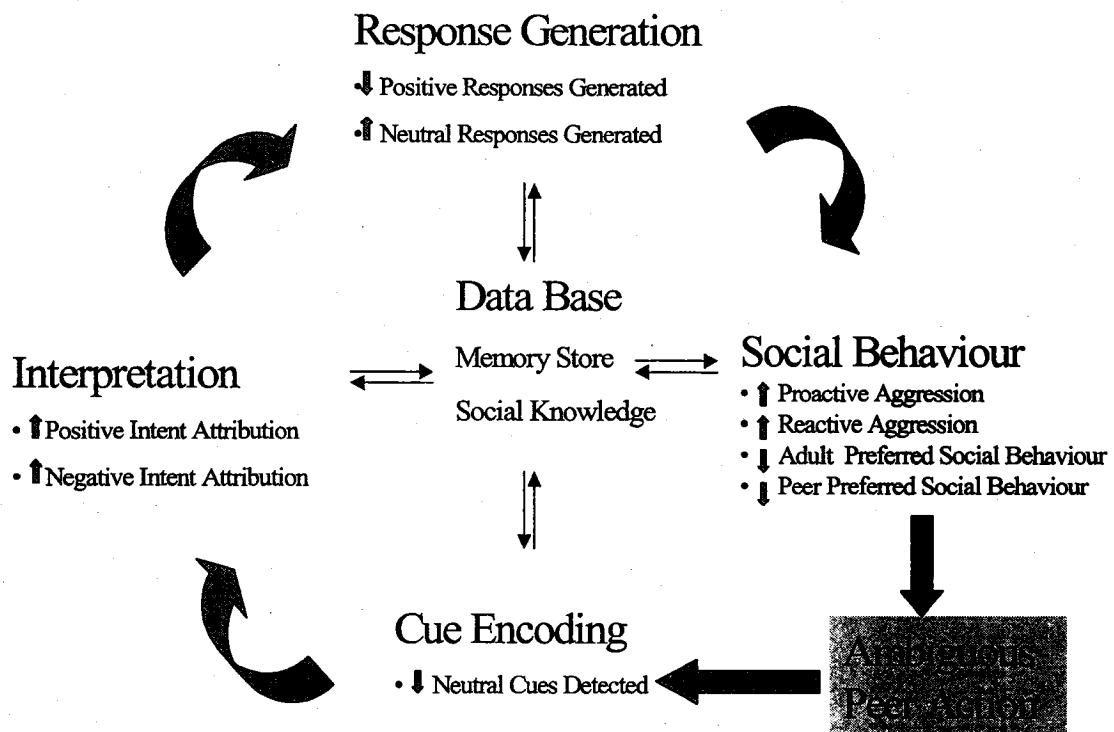 Response Generation
•⬇ Positive Responses Generated
•⬆ Neutral Responses Generated
Data Base
Memory Store
Social Knowledge
Interpretation
• ⬆Positive Intent Attribution
• ⬆Negative Intent Attribution
Social Behaviour
• ⬆ Proactive Aggression
• ⬆ Reactive Aggression
• ⬇ Adult Preferred Social Behaviour
• ⬇ Peer Preferred Social Behaviour
Cue Encoding
• ⬇ Neutral Cues Detected
Ambiguous
Peer Action